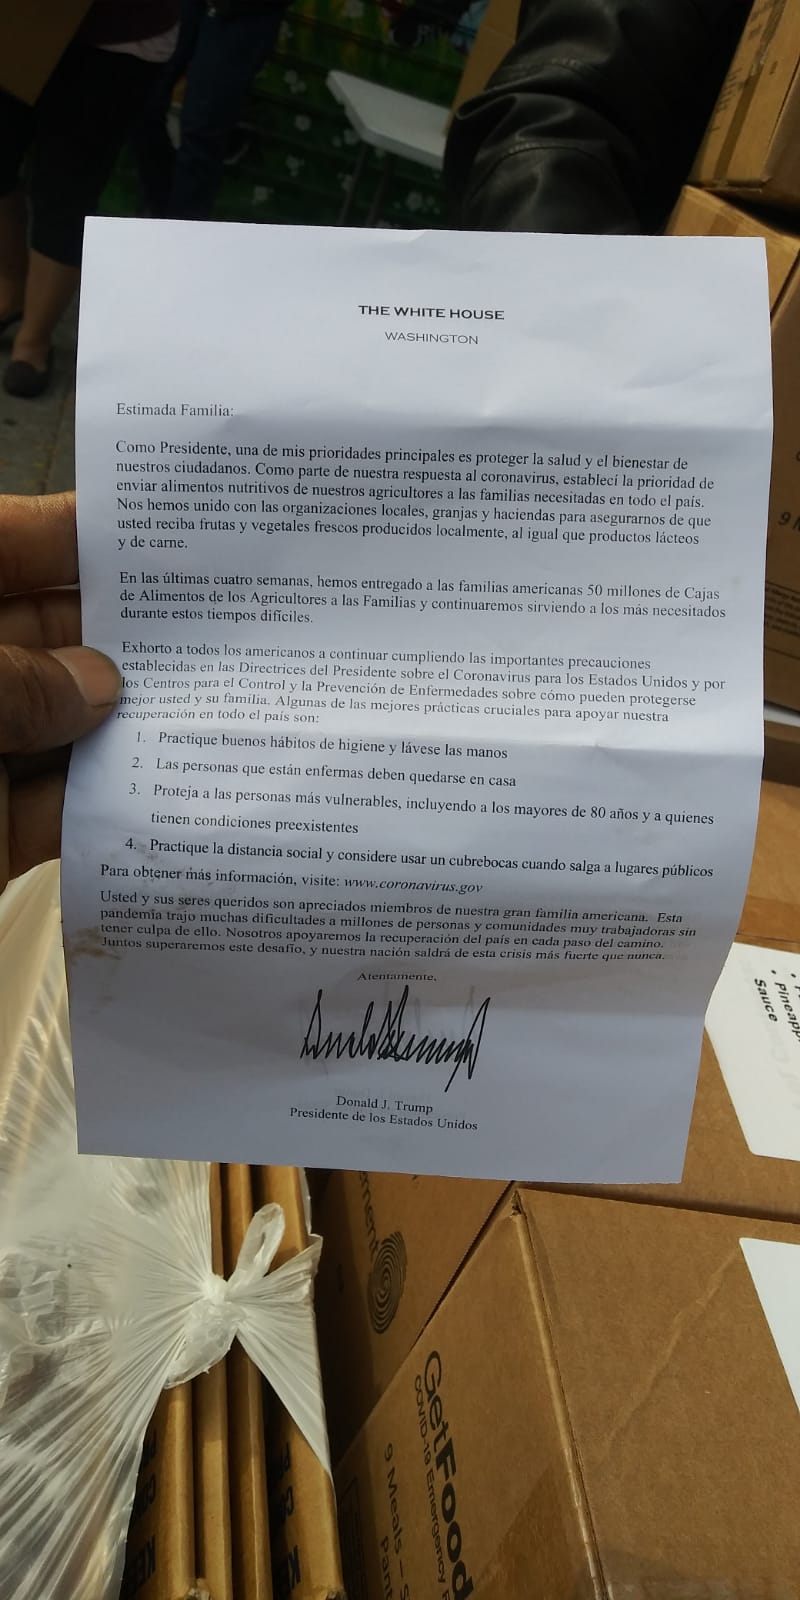 THE WHITE HOUSE
WASHINGTON
Estimada Familia:
Como Presidente, una de mis prioridades principales es proteger la salud y el bienestar de
nuestros ciudadanos. Como parte de nuestra respuesta al coronavirus, establecí la prioridad de
enviar alimentos nutritivos de nuestros agricultores a las familias necesitadas en todo el país.
Nos hemos unido con las organizaciones locales, granjas y haciendas para asegurarnos de que
usted reciba frutas y vegetales frescos producidos localmente, al igual que productos lácteos
y de carne.
En las últimas cuatro semanas, hemos entregado a las familias americanas 50 millones de Cajas
de Alimentos de los Agricultores a las Familias y continuaremos sirviendo a los más necesitados
durante estos tiempos difíciles.
Exhorto a todos los americanos a continuar cumpliendo las importantes precauciones
establecidas en las Directrices del Presidente sobre el Coronavirus para los Estados Unidos y por
los Centros para el Control y la Prevención de Enfermedades sobre cómo pueden protegerse
mejor usted y su familia. Algunas de las mejores prácticas cruciales para apoyar nuestra
recuperación en todo el país son:
1. Practique buenos hábitos de higiene y lávese las manos
2. Las personas que están enfermas deben quedarse en casa
3. Proteja a las personas más vulnerables, incluyendo a los mayores de 80 años y a quienes
tienen condiciones preexistentes
4. Practique la distancia social y considere usar un cubrebocas cuando salga a lugares públicos
Para obtener más información, visite: www.coronavirus.gov
Usted y sus seres queridos son apreciados miembros de nuestra gran familia americana. Esta
pandemia trajo muchas dificultades a millones de personas y comunidades muy trabajadoras sin
tener culpa de ello. Nosotros apoyaremos la recuperación del país en cada paso del camino.
Juntos superaremos este desafío, y nuestra nación saldrá de esta crisis más fuerte que nunca.
Atentamente,
Donald J. Trump
Presidente de los Estados Unidos
Sauce
GetFood
COVID-19 Emergency
9 Meals –